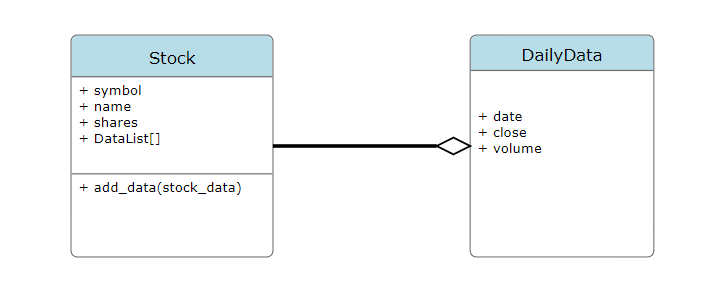 Stock
+ symbol
+ name
+ shares
+ DataList[]
+ add_data(stock_data)
DailyData
+ date
+ close
+ volume